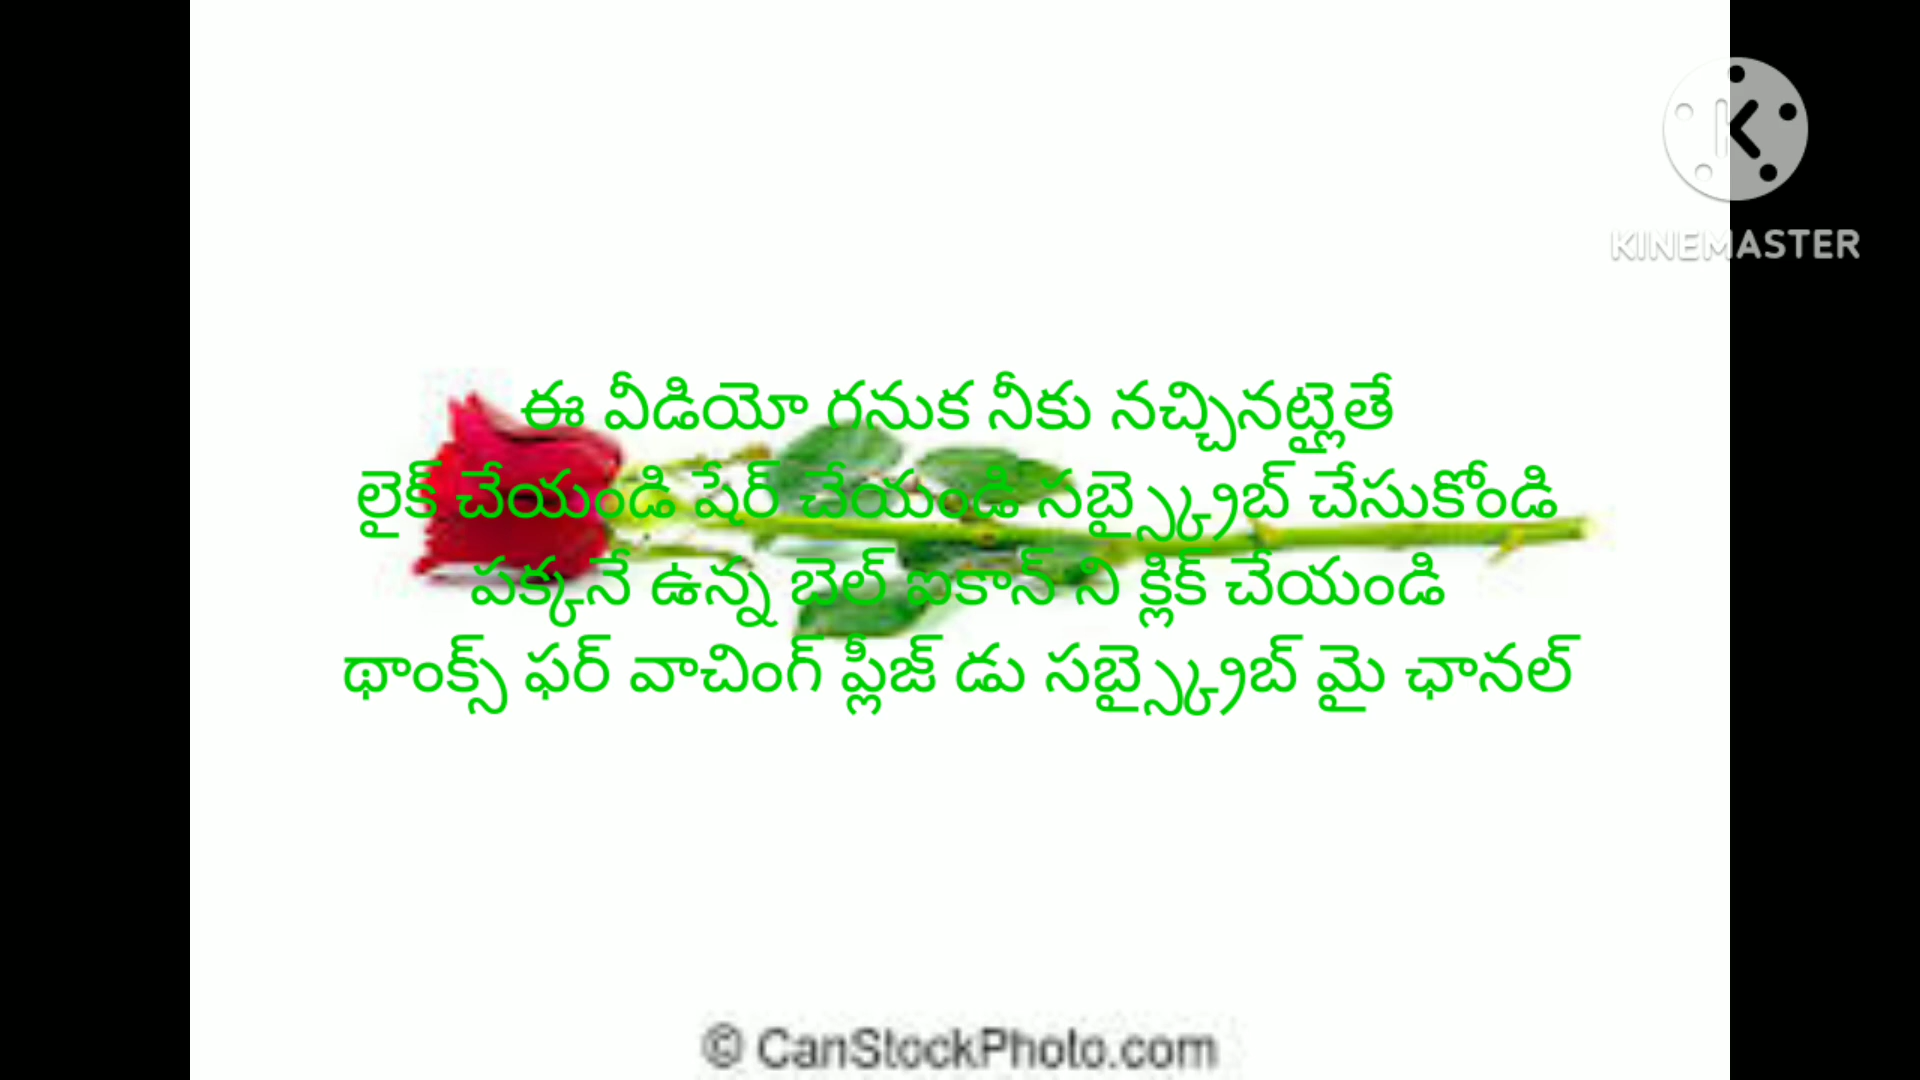 KINEMASTER
ఈ వీడియో గనుక నీకు నచ్చినట్లైతే
లైక్ చేయండి షేర్ చేయండి సబ్స్క్రైబ్ చేసుకోండి
పక్కనే ఉన్న బెల్ ఐకాన్ ని క్లిక్ చేయండి
థాంక్స్ ఫర్ వాచింగ్ ప్లీజ్ డు సబ్స్క్రైబ్ మై ఛానల్
© CanStockPhoto.com